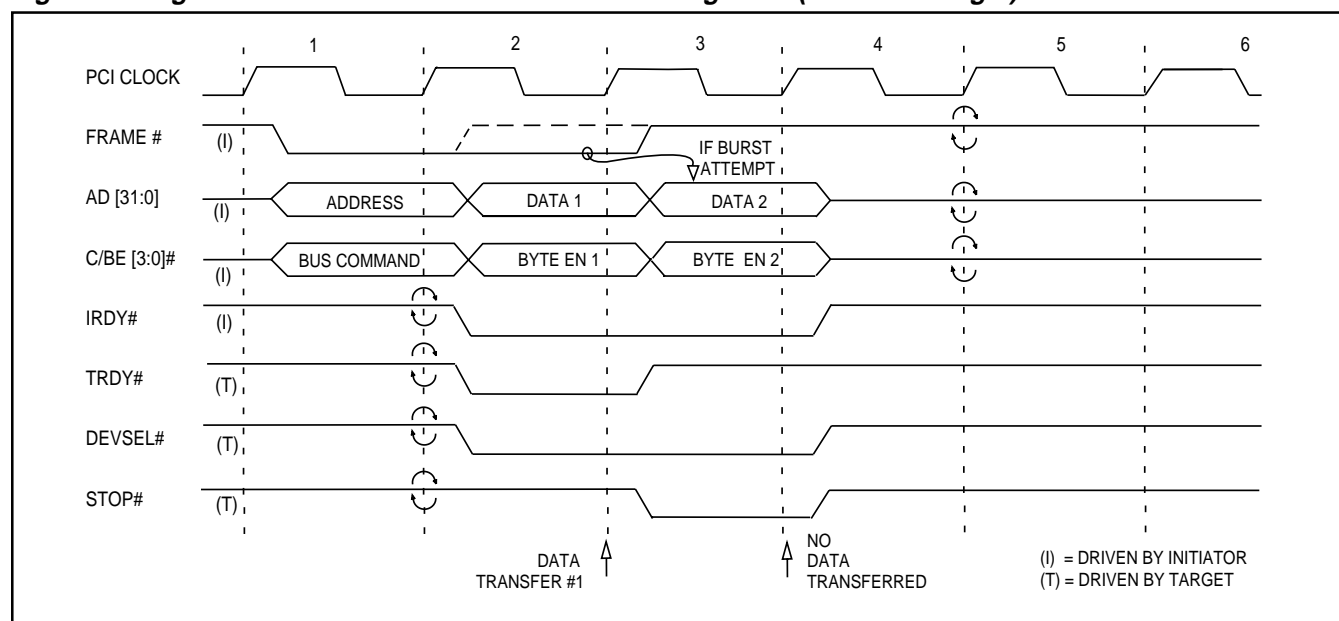 1 2 3 4 5 6
PCI CLOCK
FRAME # (I)
IF BURST
ATTEMPT
AD [31:0] (I) ADDRESS DATA 1 DATA 2
C/BE [3:0]# (I) BUS COMMAND BYTE EN 1 BYTE EN 2
IRDY# (I)
TRDY# (T)
DEVSEL# (T)
STOP# (T)
DATA
TRANSFER #1
NO
DATA
TRANSFERRED
(I) = DRIVEN BY INITIATOR
(T) = DRIVEN BY TARGET